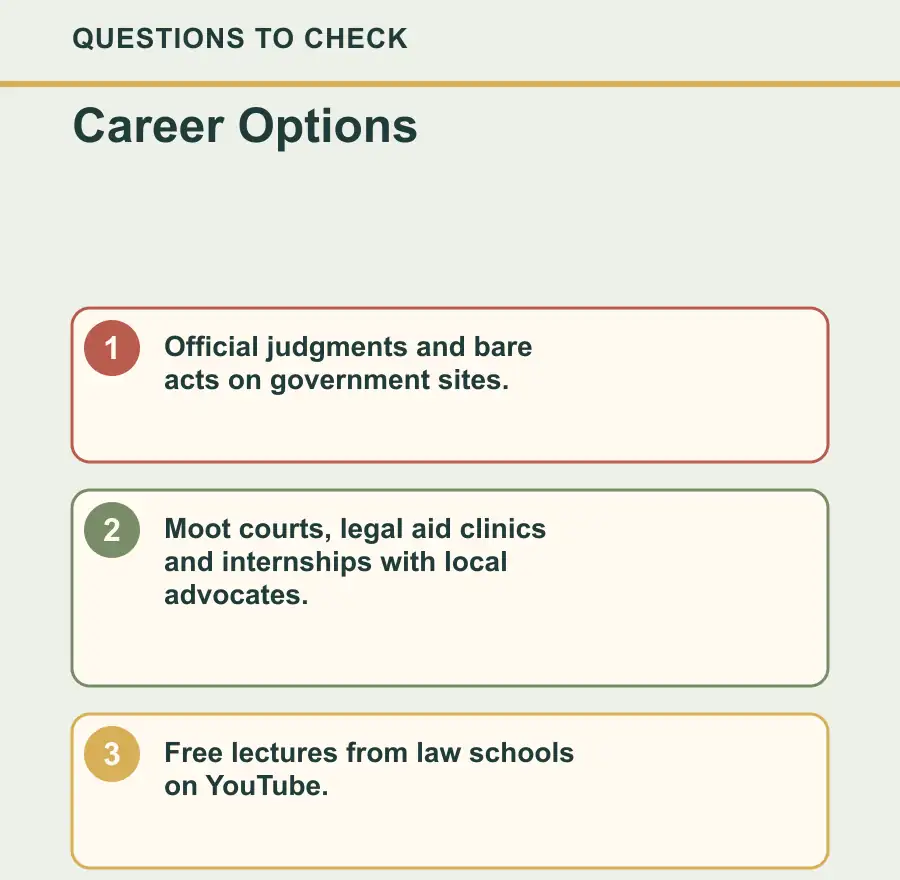 QUESTIONS TO CHECK
Career Options
1
Official judgments and bare
acts on government sites.
2
Moot courts, legal aid clinics
and internships with local
advocates.
3
Free lectures from law schools
on YouTube.